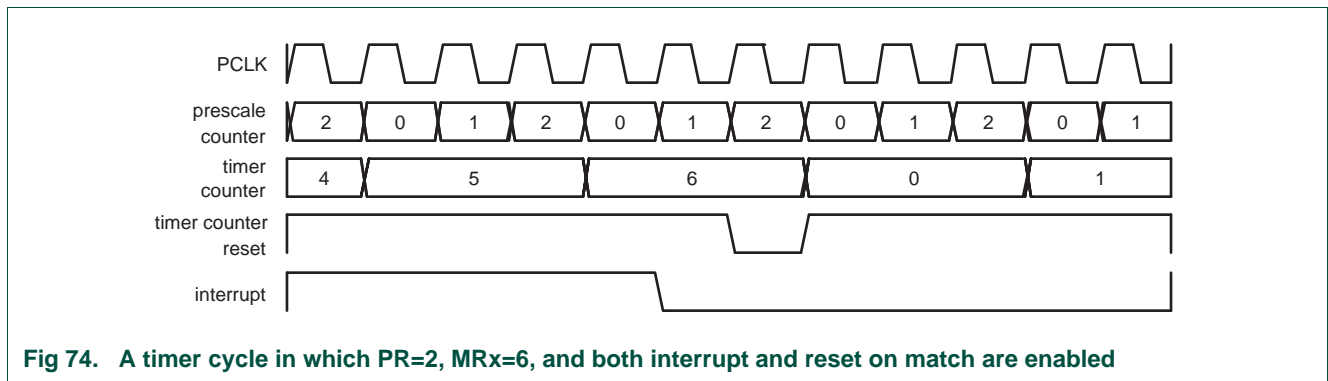 PCLK
prescale
counter
2 0 1 2 0 1 2 0 1 2 0 1
timer
counter
4 5 6 0 1
timer counter
reset
interrupt
Fig 74. A timer cycle in which PR=2, MRx=6, and both interrupt and reset on match are enabled